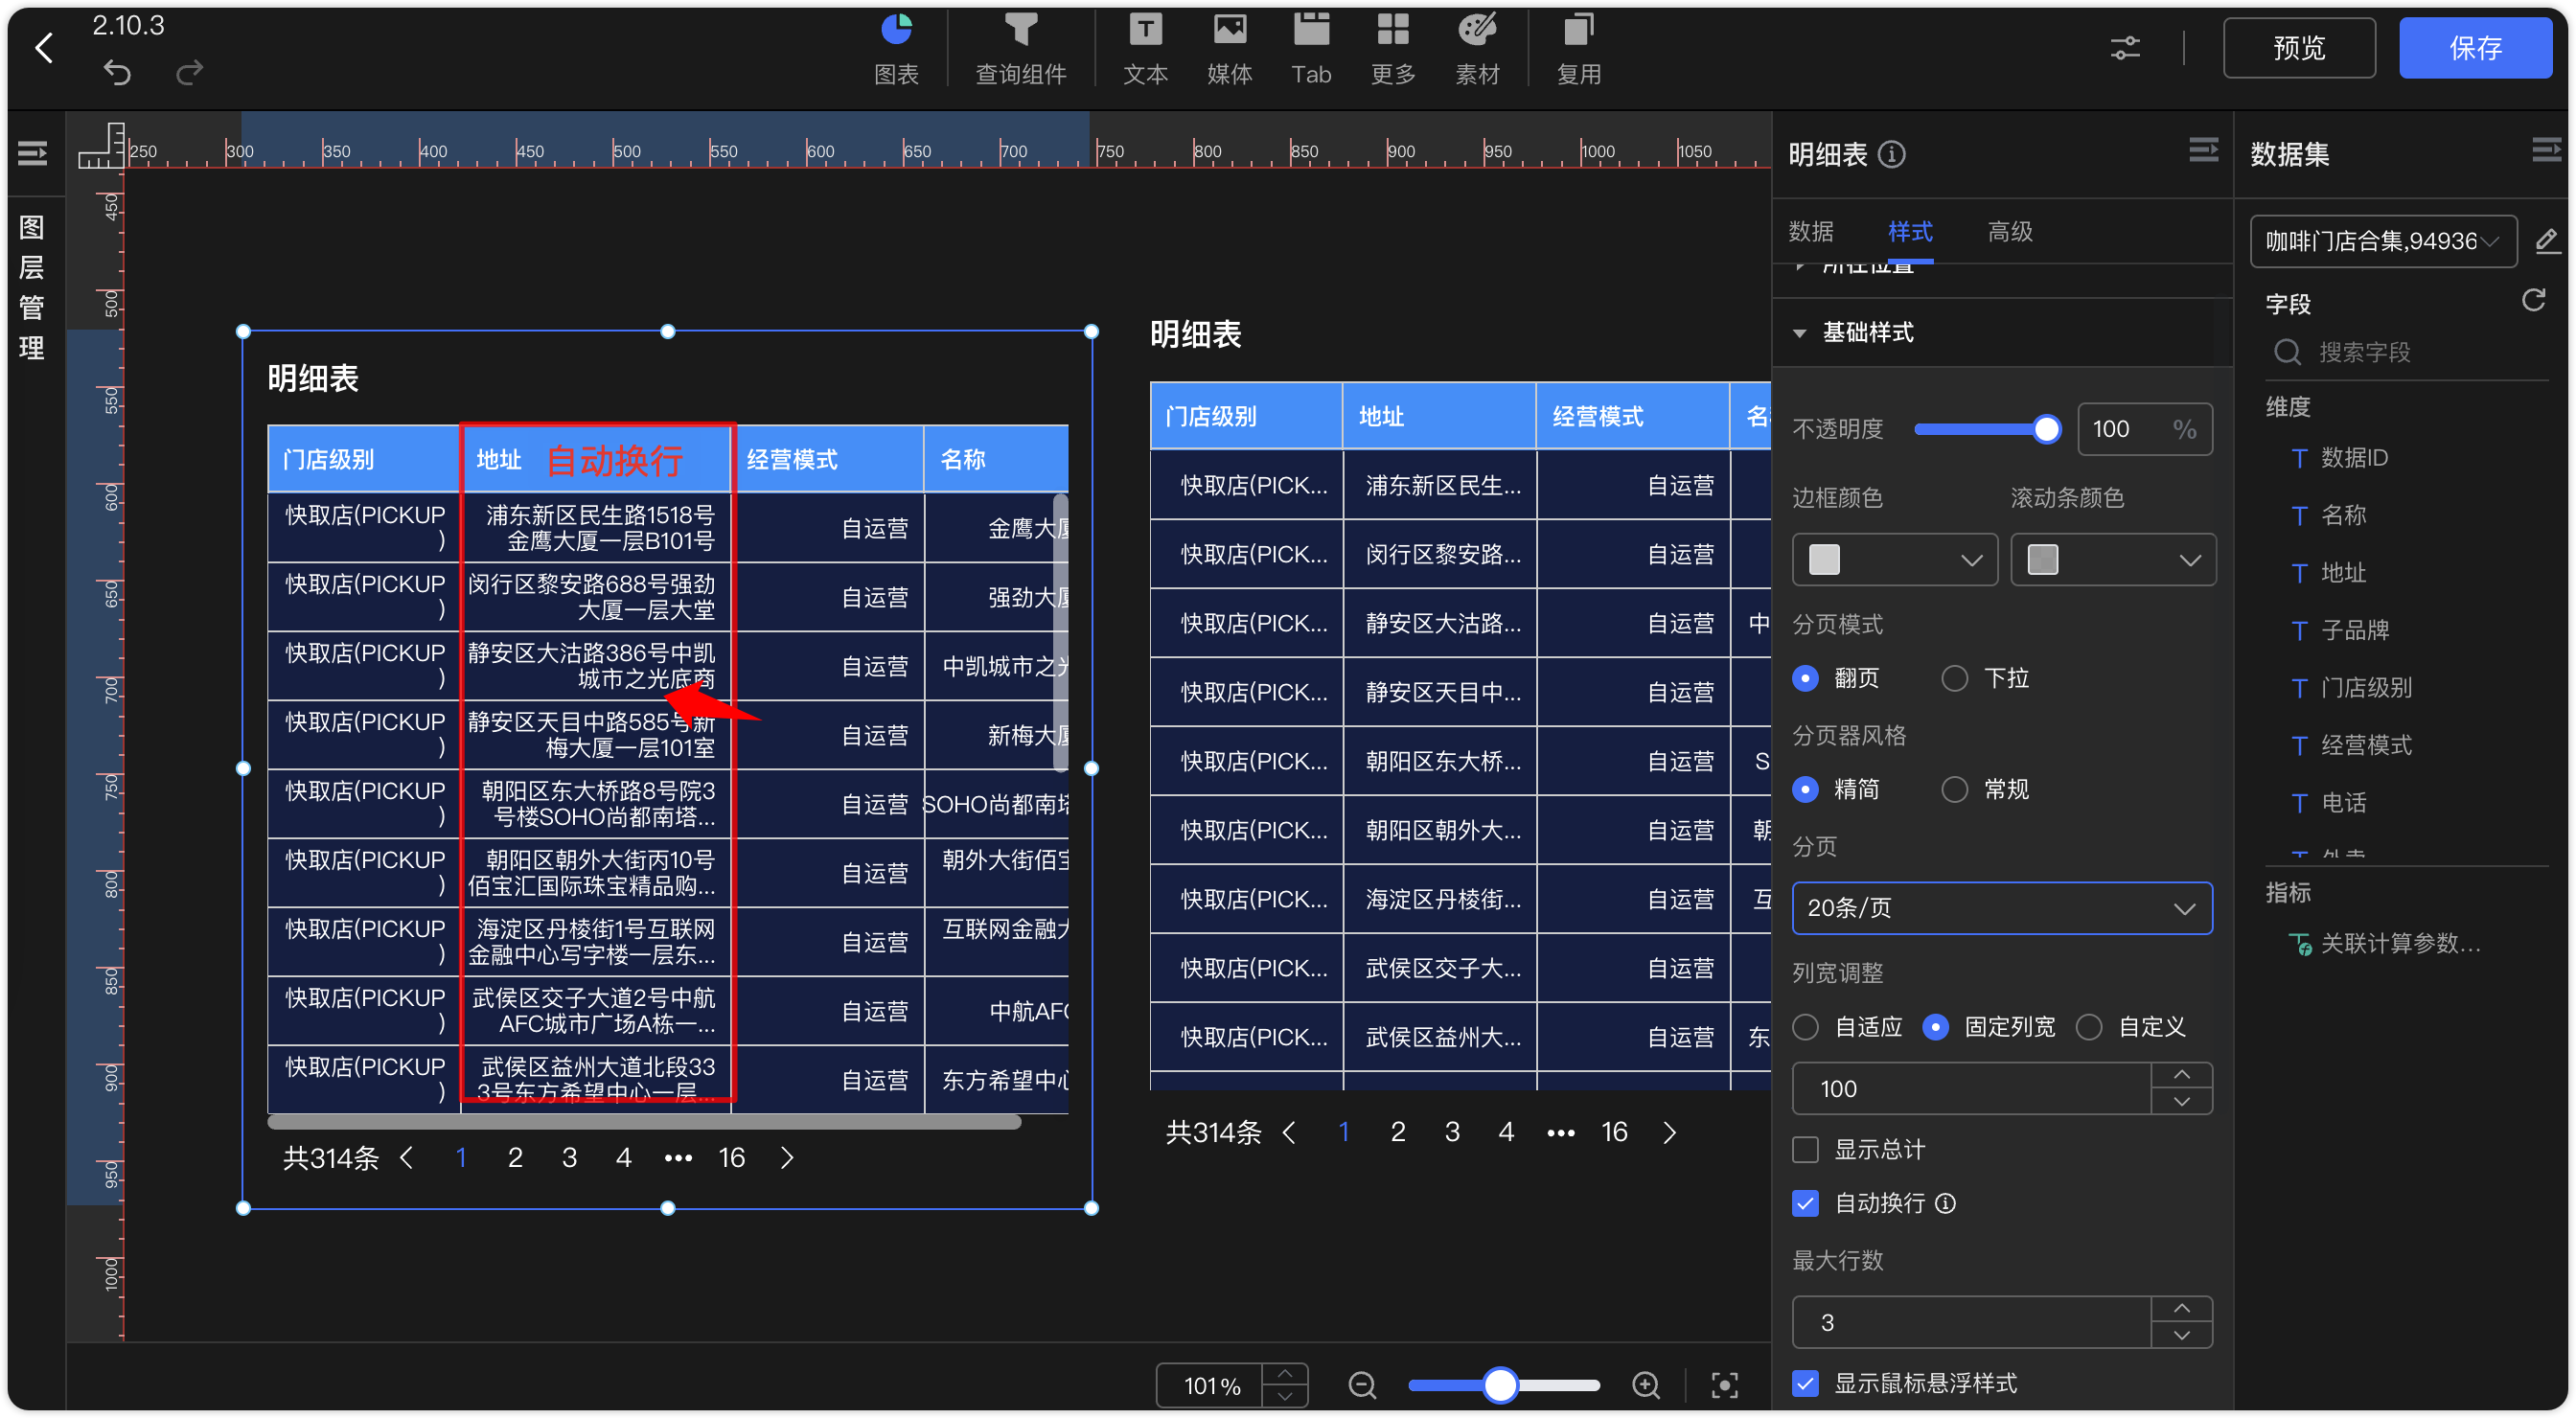 2.10.3
图表
查询组件
文本
媒体
Tab
更多
素材
复用
预览
保存
图层管理
250 300 350 400 450 500 550 600 650 700 750 800 850 900 950 1000 1050
450
500
550
600
650
700
750
800
850
900
950
1000
明细表
门店级别 地址 自动换行 经营模式 名称
快取店(PICKUP) 浦东新区民生路1518号 自运营 金鹰大厦
金鹰大厦一层B101号
快取店(PICKUP) 闵行区黎安路688号强劲 自运营 强劲大厦
大厦一层大堂
快取店(PICKUP) 静安区大沽路386号中凯 自运营 中凯城市之光
城市之光底商
快取店(PICKUP) 静安区天目中路585号新 自运营 新梅大厦
梅大厦一层101室
快取店(PICKUP) 朝阳区东大桥路8号院3 自运营 SOHO尚都南塔
号楼SOHO尚都南塔...
快取店(PICKUP) 朝阳区朝外大街丙10号 自运营 朝外大街佰宝
佰宝汇国际珠宝精品购...
快取店(PICKUP) 海淀区丹棱街1号互联网 自运营 互联网金融大
金融中心写字楼一层东...
快取店(PICKUP) 武侯区交子大道2号中航 自运营 中航AFC
AFC城市广场A栋一...
快取店(PICKUP) 武侯区益州大道北段33 自运营 东方希望中心
3号东方希望中心一层...
共314条 1 2 3 4 ••• 16
明细表
门店级别 地址 经营模式 名称
快取店(PICK... 浦东新区民生... 自运营
快取店(PICK... 闵行区黎安路... 自运营
快取店(PICK... 静安区大沽路... 自运营 中
快取店(PICK... 静安区天目中... 自运营
快取店(PICK... 朝阳区东大桥... 自运营 S
快取店(PICK... 朝阳区朝外大... 自运营 朝
快取店(PICK... 海淀区丹棱街... 自运营 互
快取店(PICK... 武侯区交子大... 自运营
快取店(PICK... 武侯区益州大... 自运营 东
共314条 1 2 3 4 ••• 16
101%
明细表
数据 样式 高级
所在位置
基础样式
不透明度 100 %
边框颜色 滚动条颜色
分页模式
翻页 下拉
分页器风格
精简 常规
分页
20条/页
列宽调整
自适应 固定列宽 自定义
100
显示总计
自动换行
最大行数
3
显示鼠标悬浮样式
数据集
咖啡门店合集,94936
字段
搜索字段
维度
T 数据ID
T 名称
T 地址
T 子品牌
T 门店级别
T 经营模式
T 电话
T 外卖
指标
关联计算参数...